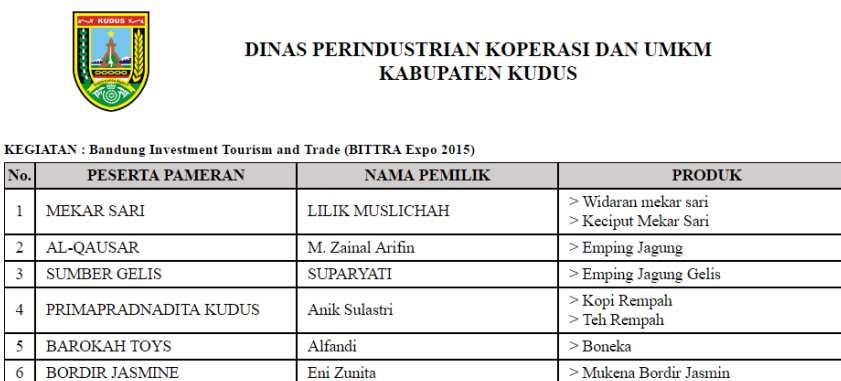 KUDUS
DINAS PERINDUSTRIAN KOPERASI DAN UMKM
KABUPATEN KUDUS
KEGIATAN : Bandung Investment Tourism and Trade (BITTRA Expo 2015)
No. PESERTA PAMERAN NAMA PEMILIK PRODUK
1 MEKAR SARI LILIK MUSLICHAH > Widaran mekar sari
> Keciput Mekar Sari
2 AL-QAUSAR M. Zainal Arifin > Emping Jagung
3 SUMBER GELIS SUPARYATI > Emping Jagung Gelis
4 PRIMAPRADNADITA KUDUS Anik Sulastri > Kopi Rempah
> Teh Rempah
5 BAROKAH TOYS Alfandi > Boneka
6 BORDIR JASMINE Eni Zunita > Mukena Bordir Jasmin